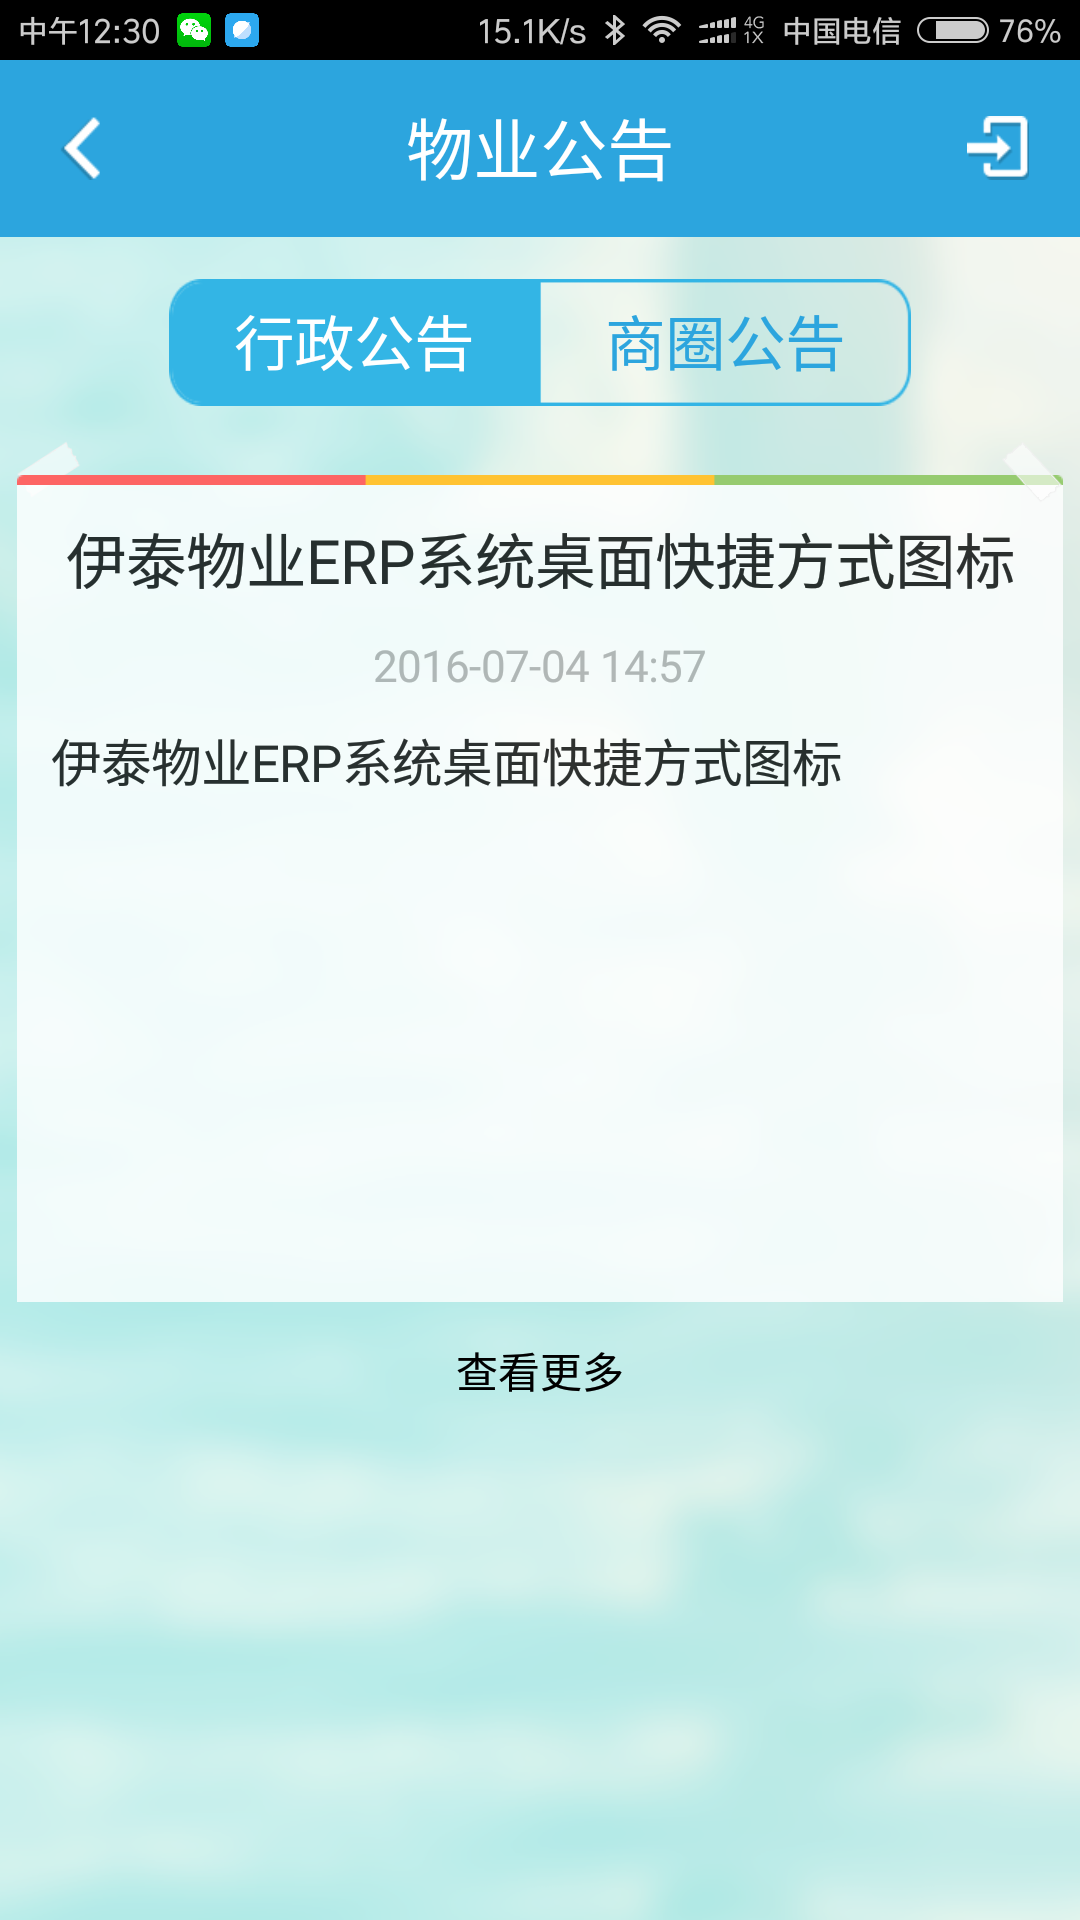 中午12:30 15.1K/s 4G 1X 中国电信 76%
物业公告
行政公告 商圈公告
伊泰物业ERP系统桌面快捷方式图标
2016-07-04 14:57
伊泰物业ERP系统桌面快捷方式图标
查看更多